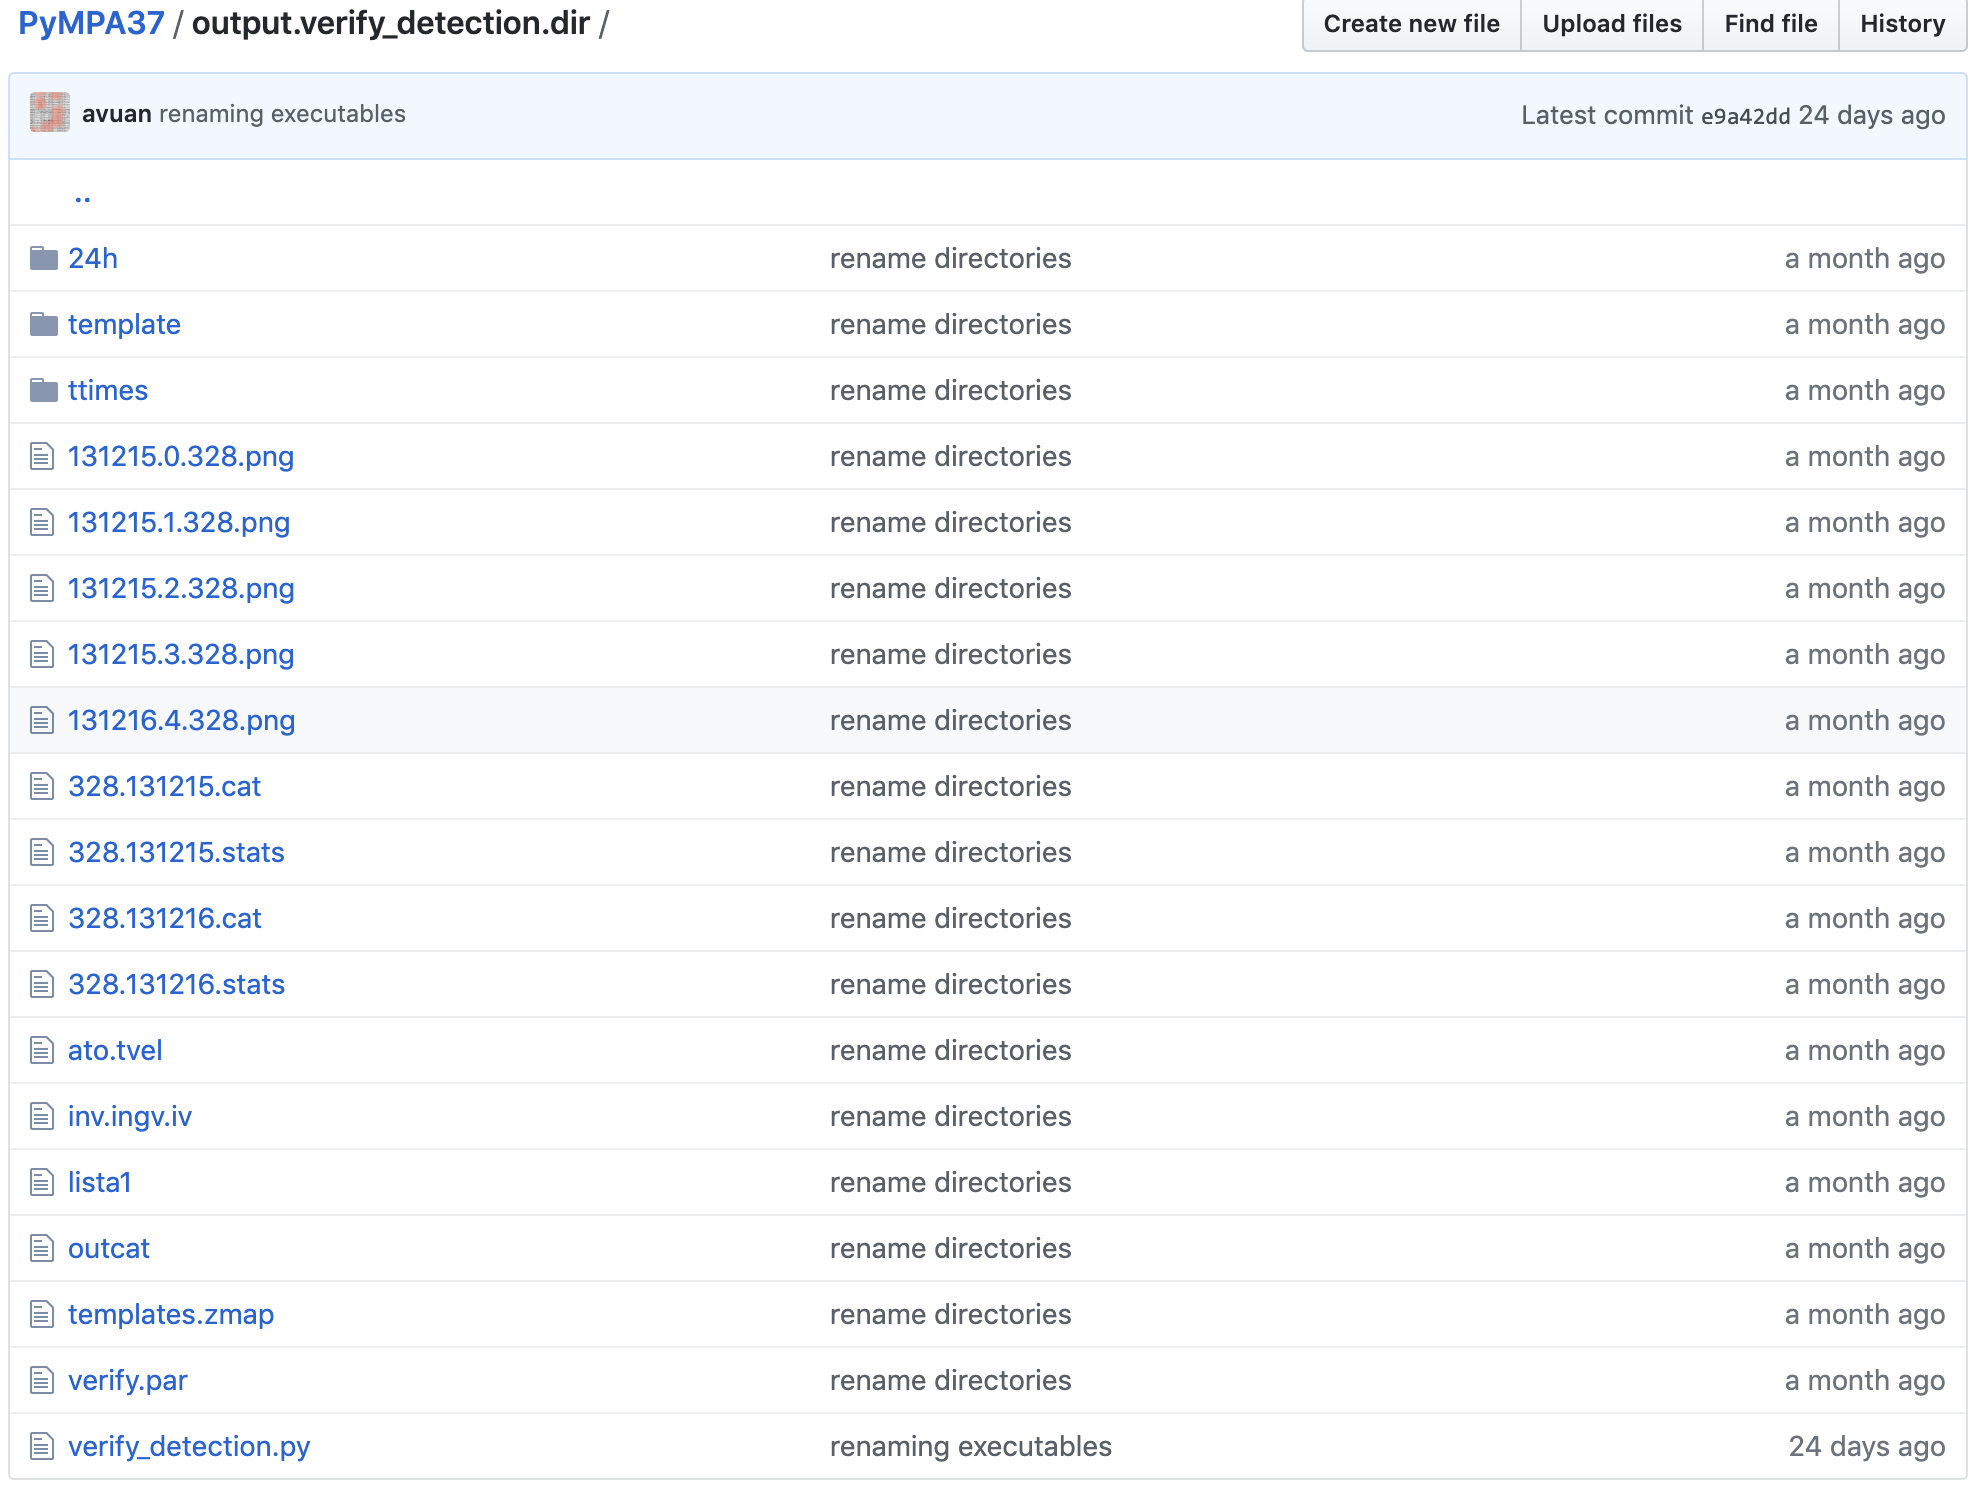 PyMPA37 / output.verify_detection.dir / Create new file Upload files Find file History
avuan renaming executables Latest commit e9a42dd 24 days ago
..
24h rename directories a month ago
template rename directories a month ago
ttimes rename directories a month ago
131215.0.328.png rename directories a month ago
131215.1.328.png rename directories a month ago
131215.2.328.png rename directories a month ago
131215.3.328.png rename directories a month ago
131216.4.328.png rename directories a month ago
328.131215.cat rename directories a month ago
328.131215.stats rename directories a month ago
328.131216.cat rename directories a month ago
328.131216.stats rename directories a month ago
ato.tvel rename directories a month ago
inv.ingv.iv rename directories a month ago
lista1 rename directories a month ago
outcat rename directories a month ago
templates.zmap rename directories a month ago
verify.par rename directories a month ago
verify_detection.py renaming executables 24 days ago